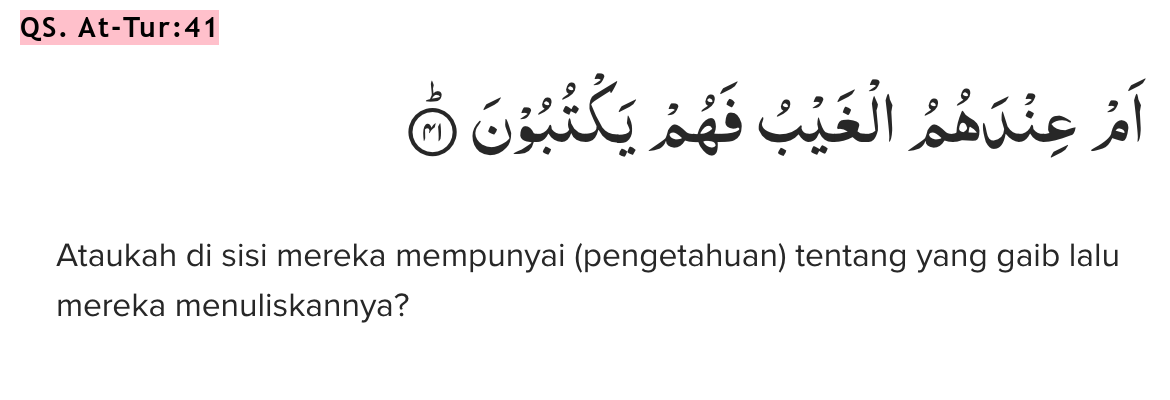 QS. At-Tur:41
اَمْ عِنْدَهُمُ الْغَيْبُ فَهُمْ يَكْتُبُوْنَۗ ۝٤١
Ataukah di sisi mereka mempunyai (pengetahuan) tentang yang gaib lalu
mereka menuliskannya?